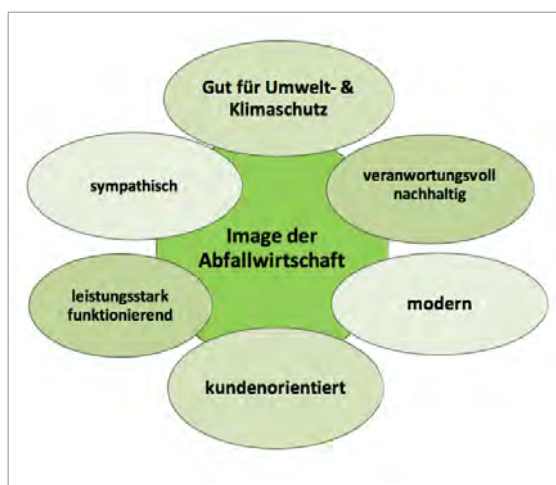 Gut für Umwelt- &
Klimaschutz
sympathisch
veranwortungsvoll
nachhaltig
Image der
Abfallwirtschaft
leistungsstark
funktionierend
modern
kundenorientiert